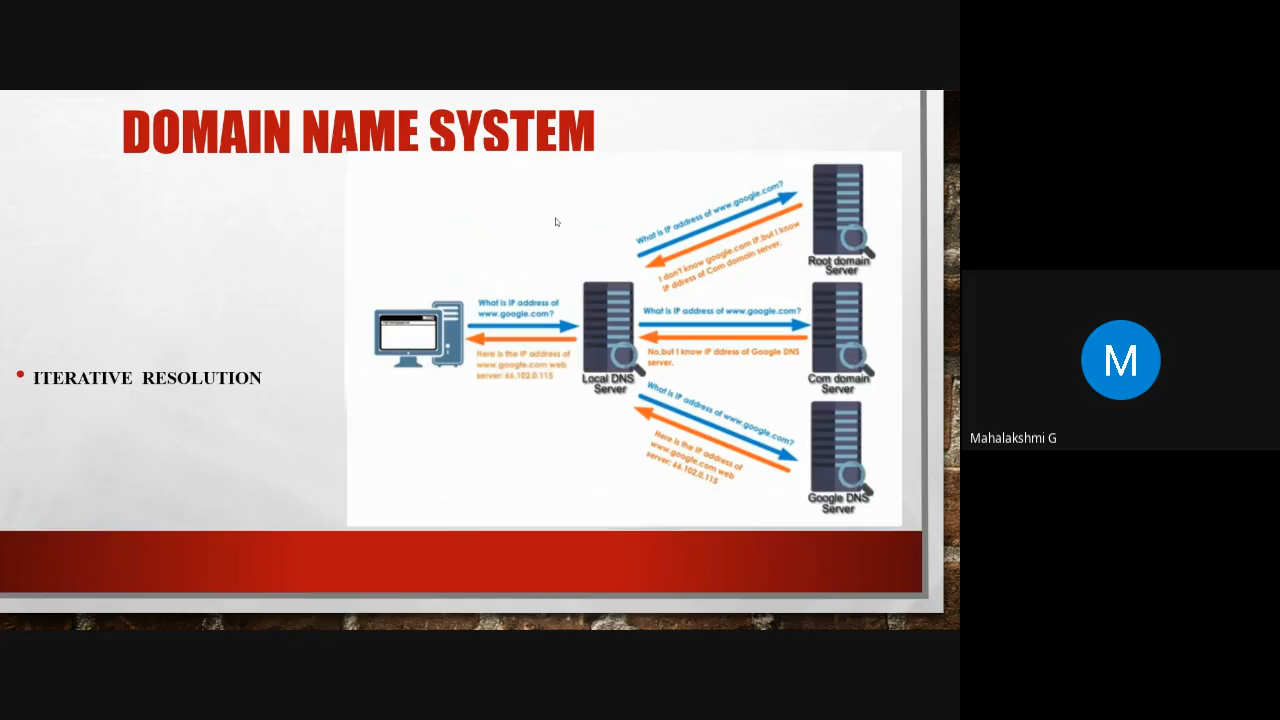 DOMAIN NAME SYSTEM
• ITERATIVE RESOLUTION
What is IP address of
www.google.com?
Here is the IP address of
www.google.com web
server: 66.102.0.115
Local DNS
Server
What is IP address of www.google.com?
I don't know google.com IP,but I know
IP ddress of Com domain server.
Root domain
Server
What is IP address of www.google.com?
No,but I know IP ddress of Google DNS
server.
Com domain
Server
What is IP address of www.google.com?
Here is the IP address of
www.google.com web
server: 66.102.0.115
Google DNS
Server
M
Mahalakshmi G